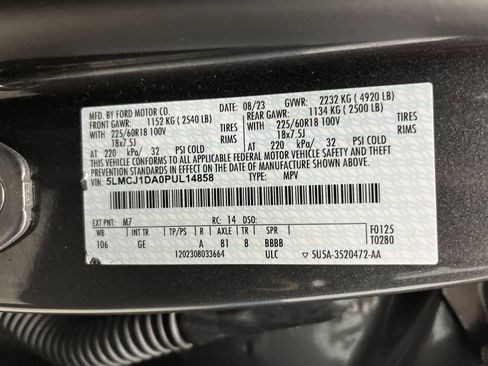 MFD. BY FORD MOTOR CO. 08/23 GVWR: 2232 KG ( 4920 LB)
FRONT GAWR: 1152 KG ( 2540 LB) REAR GAWR: 1134 KG ( 2500 LB)
WITH 225/60R18 100V TIRES WITH 225/60R18 100V TIRES
18x7.5J RIMS 18x7.5J RIMS
AT 220 kPa/ 32 PSI COLD AT 220 kPa/ 32 PSI COLD
THIS VEHICLE CONFORMS TO ALL APPLICABLE FEDERAL MOTOR VEHICLE SAFETY AND THEFT
PREVENTION STANDARDS IN EFFECT ON THE DATE OF MANUFACTURE SHOWN ABOVE.
VIN: 5LMCJ1DA0PUL14858 TYPE: MPV
EXT PNT: M7 RC: 14 DSO: F0125
WB INT TR TP/PS R AXLE TR SPR T0280
106 GE A 81 8 BBBB
1202308033664 ULC ▽ 5U5A-3520472-AA